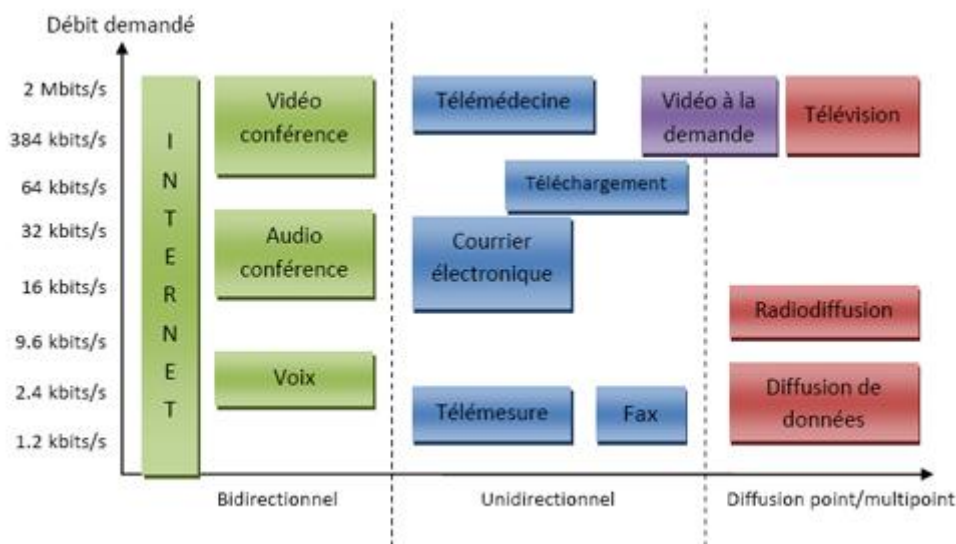 Débit demandé
2 Mbits/s
384 kbits/s
64 kbits/s
32 kbits/s
16 kbits/s
9.6 kbits/s
2.4 kbits/s
1.2 kbits/s
I
N
T
E
R
N
E
T
Vidéo
conférence
Audio
conférence
Voix
Télémédecine
Téléchargement
Courrier
électronique
Télémesure
Fax
Vidéo à la
demande
Télévision
Radiodiffusion
Diffusion de
données
Bidirectionnel
Unidirectionnel
Diffusion point/multipoint